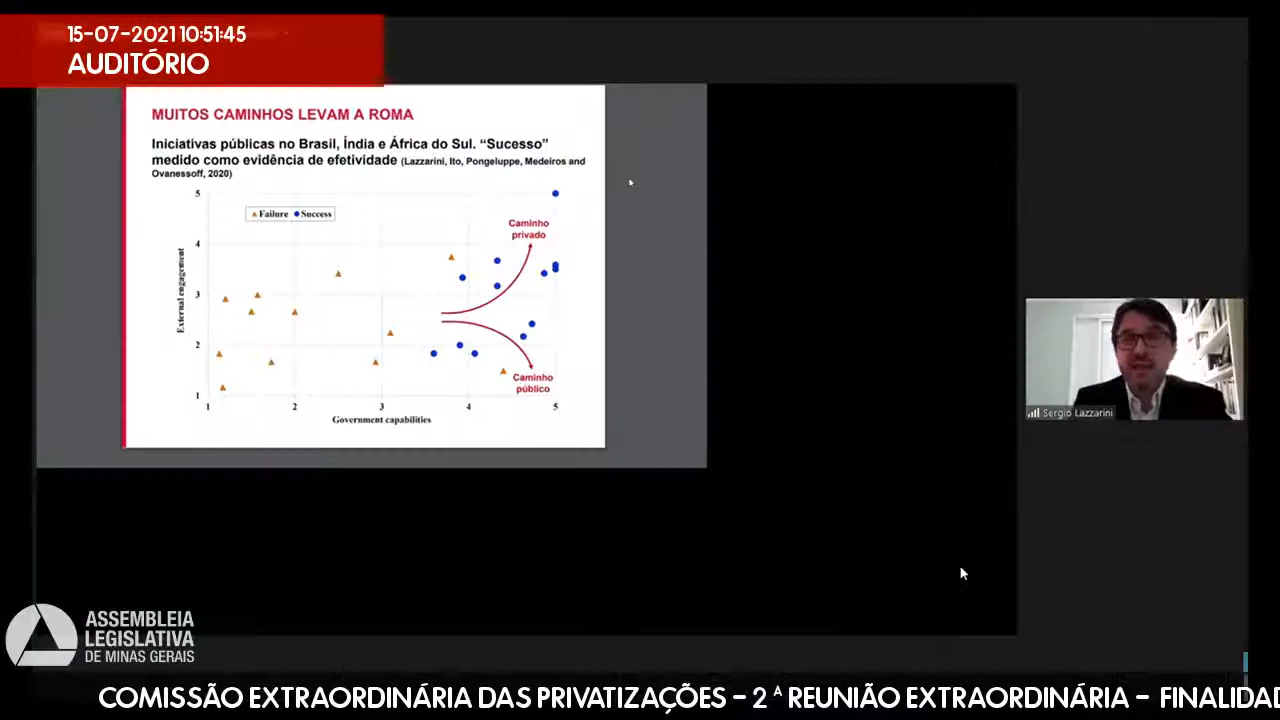 15-07-2021 10:51:45
AUDITÓRIO
MUITOS CAMINHOS LEVAM A ROMA
Iniciativas públicas no Brasil, Índia e África do Sul. “Sucesso”
medido como evidência de efetividade (Lazzarini, Ito, Pongeluppe, Medeiros and
Ovanessoff, 2020)
5
Failure Success
Caminho
privado
4
External engagement
3
2
Caminho
público
1
1 2 3 4 5
Government capabilities
Sergio Lazzarini
ASSEMBLEIA
LEGISLATIVA
DE MINAS GERAIS
COMISSÃO EXTRAORDINÁRIA DAS PRIVATIZAÇÕES - 2ª REUNIÃO EXTRAORDINÁRIA - FINALIDAD